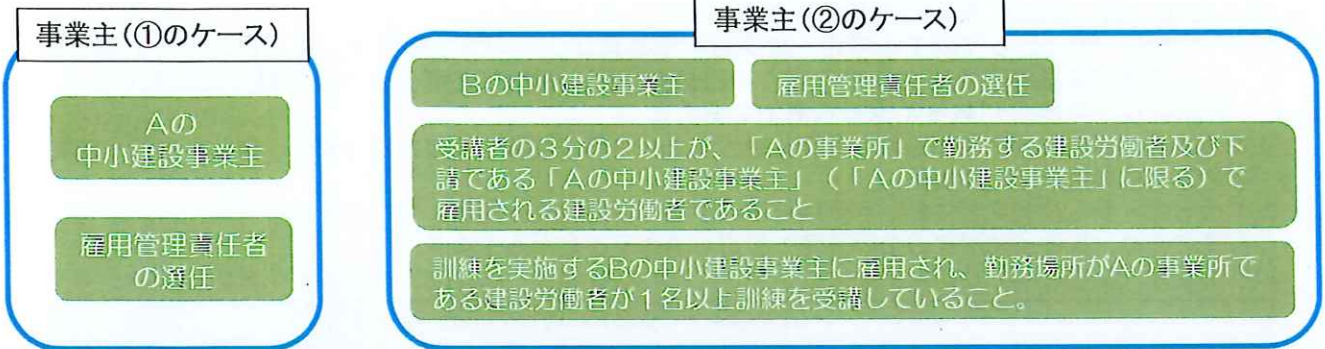 事業主(①のケース)
Aの
中小建設事業主
雇用管理責任者
の選任
事業主(②のケース)
Bの中小建設事業主
雇用管理責任者の選任
受講者の3分の2以上が、「Aの事業所」で勤務する建設労働者及び下
請である「Aの中小建設事業主」(「Aの中小建設事業主」に限る)で
雇用される建設労働者であること
訓練を実施するBの中小建設事業主に雇用され、勤務場所がAの事業所で
ある建設労働者が1名以上訓練を受講していること。